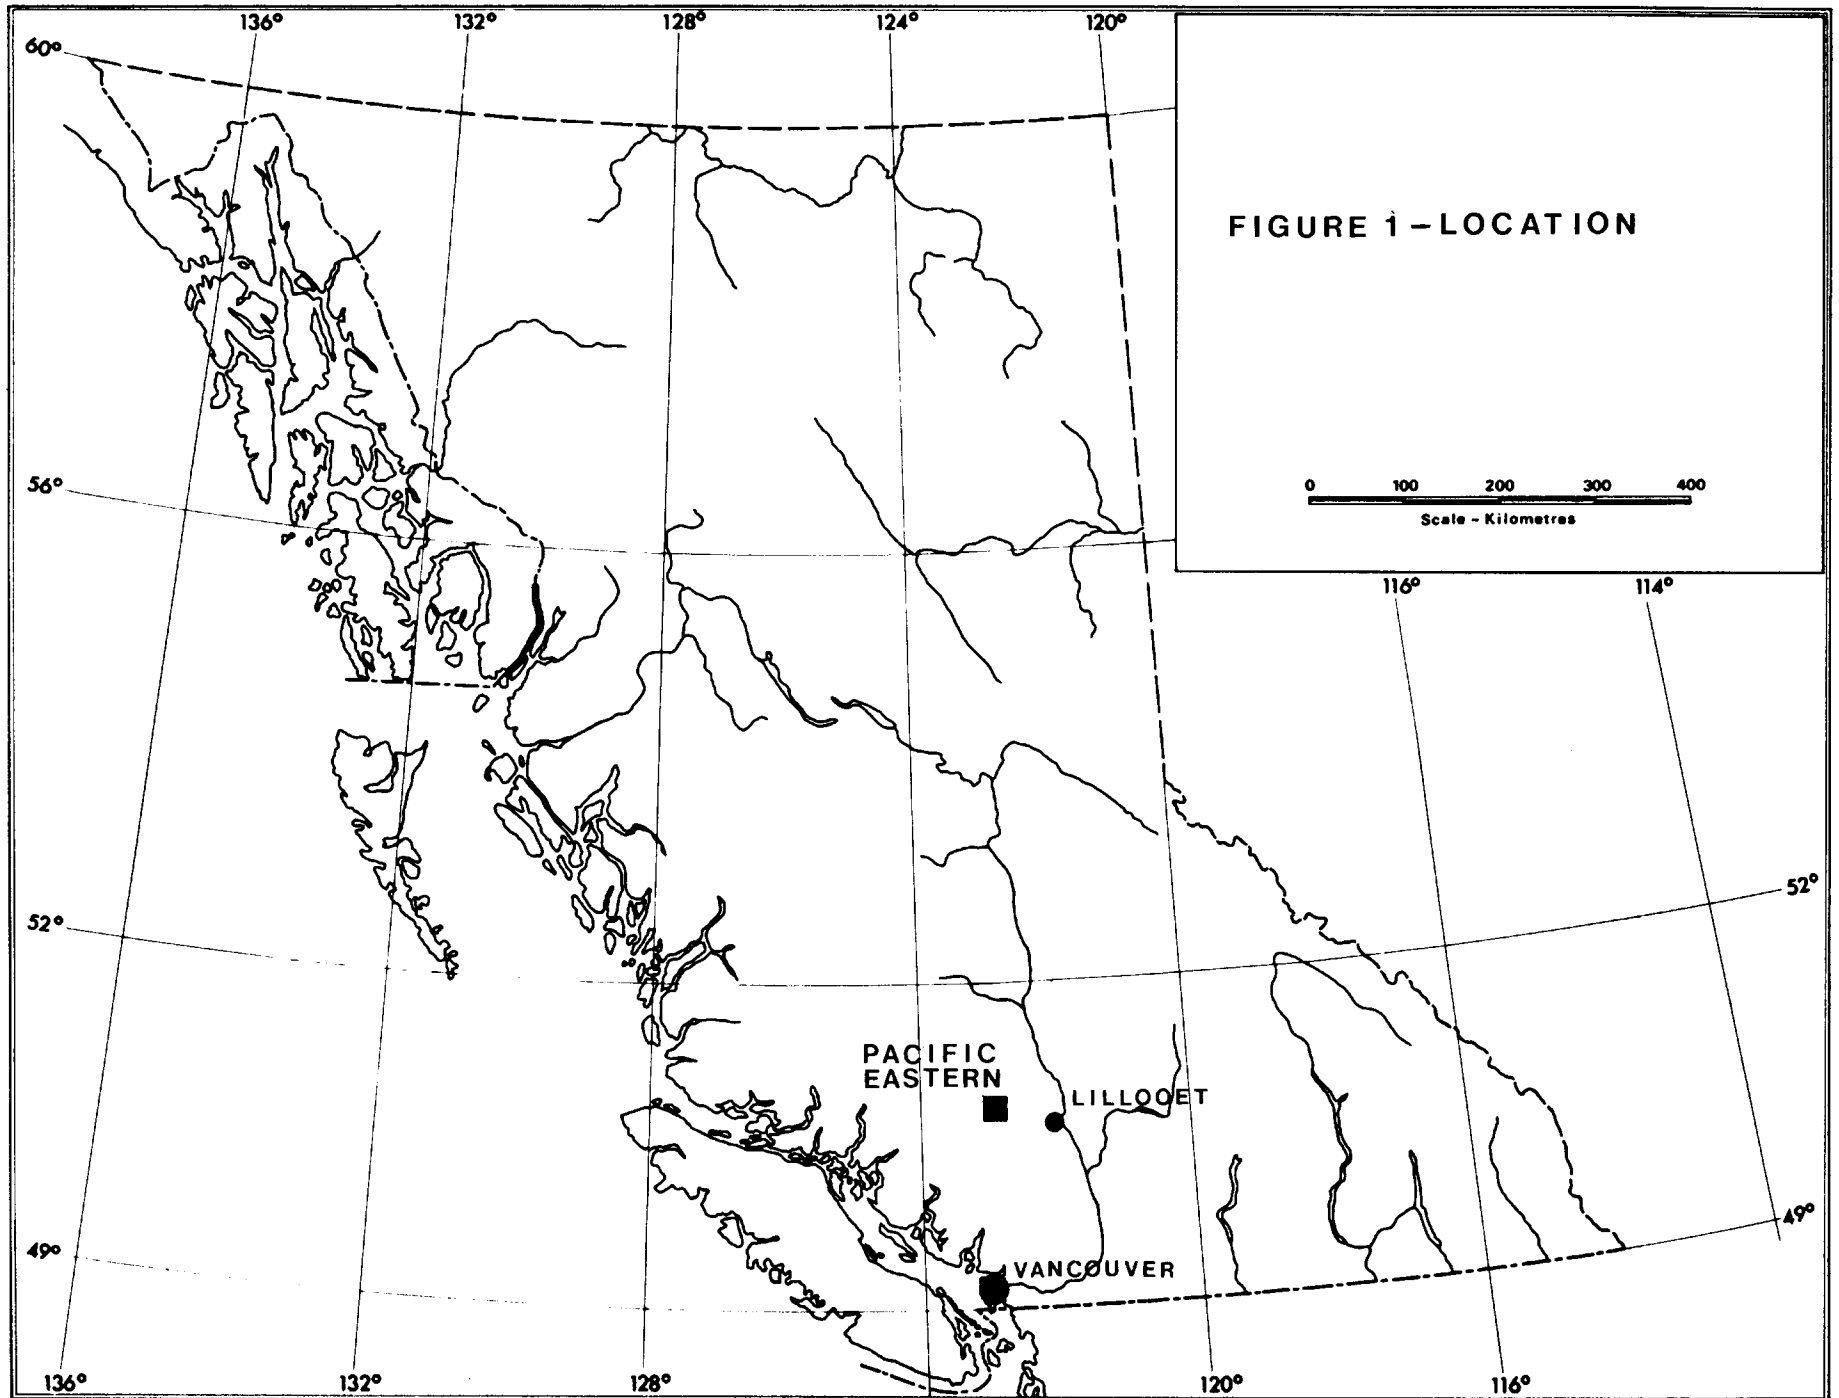 136° 132° 128° 124° 120°
60°
FIGURE 1 – LOCATION
56°
0 100 200 300 400
Scale - Kilometres
116° 114°
52°
52°
PACIFIC
EASTERN
LILLOOET
49°
49°
VANCOUVER
136° 132° 128° 120° 116°